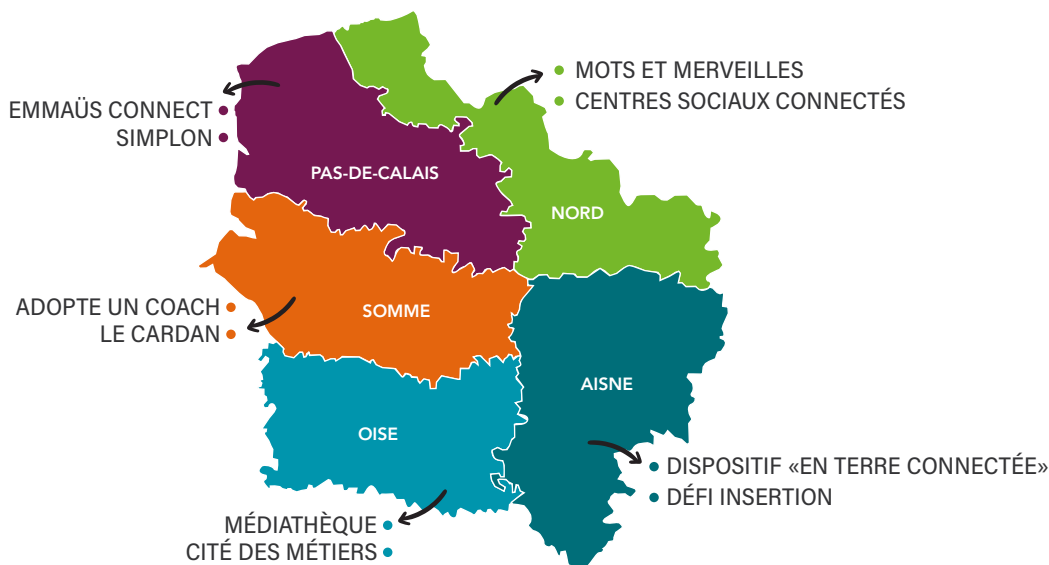 MOTS ET MERVEILLES
CENTRES SOCIAUX CONNECTÉS
EMMAÜS CONNECT
SIMPLON
PAS-DE-CALAIS
NORD
ADOPTE UN COACH
LE CARDAN
SOMME
AISNE
OISE
DISPOSITIF «EN TERRE CONNECTÉE»
DÉFI INSERTION
MÉDIATHÈQUE
CITÉ DES MÉTIERS